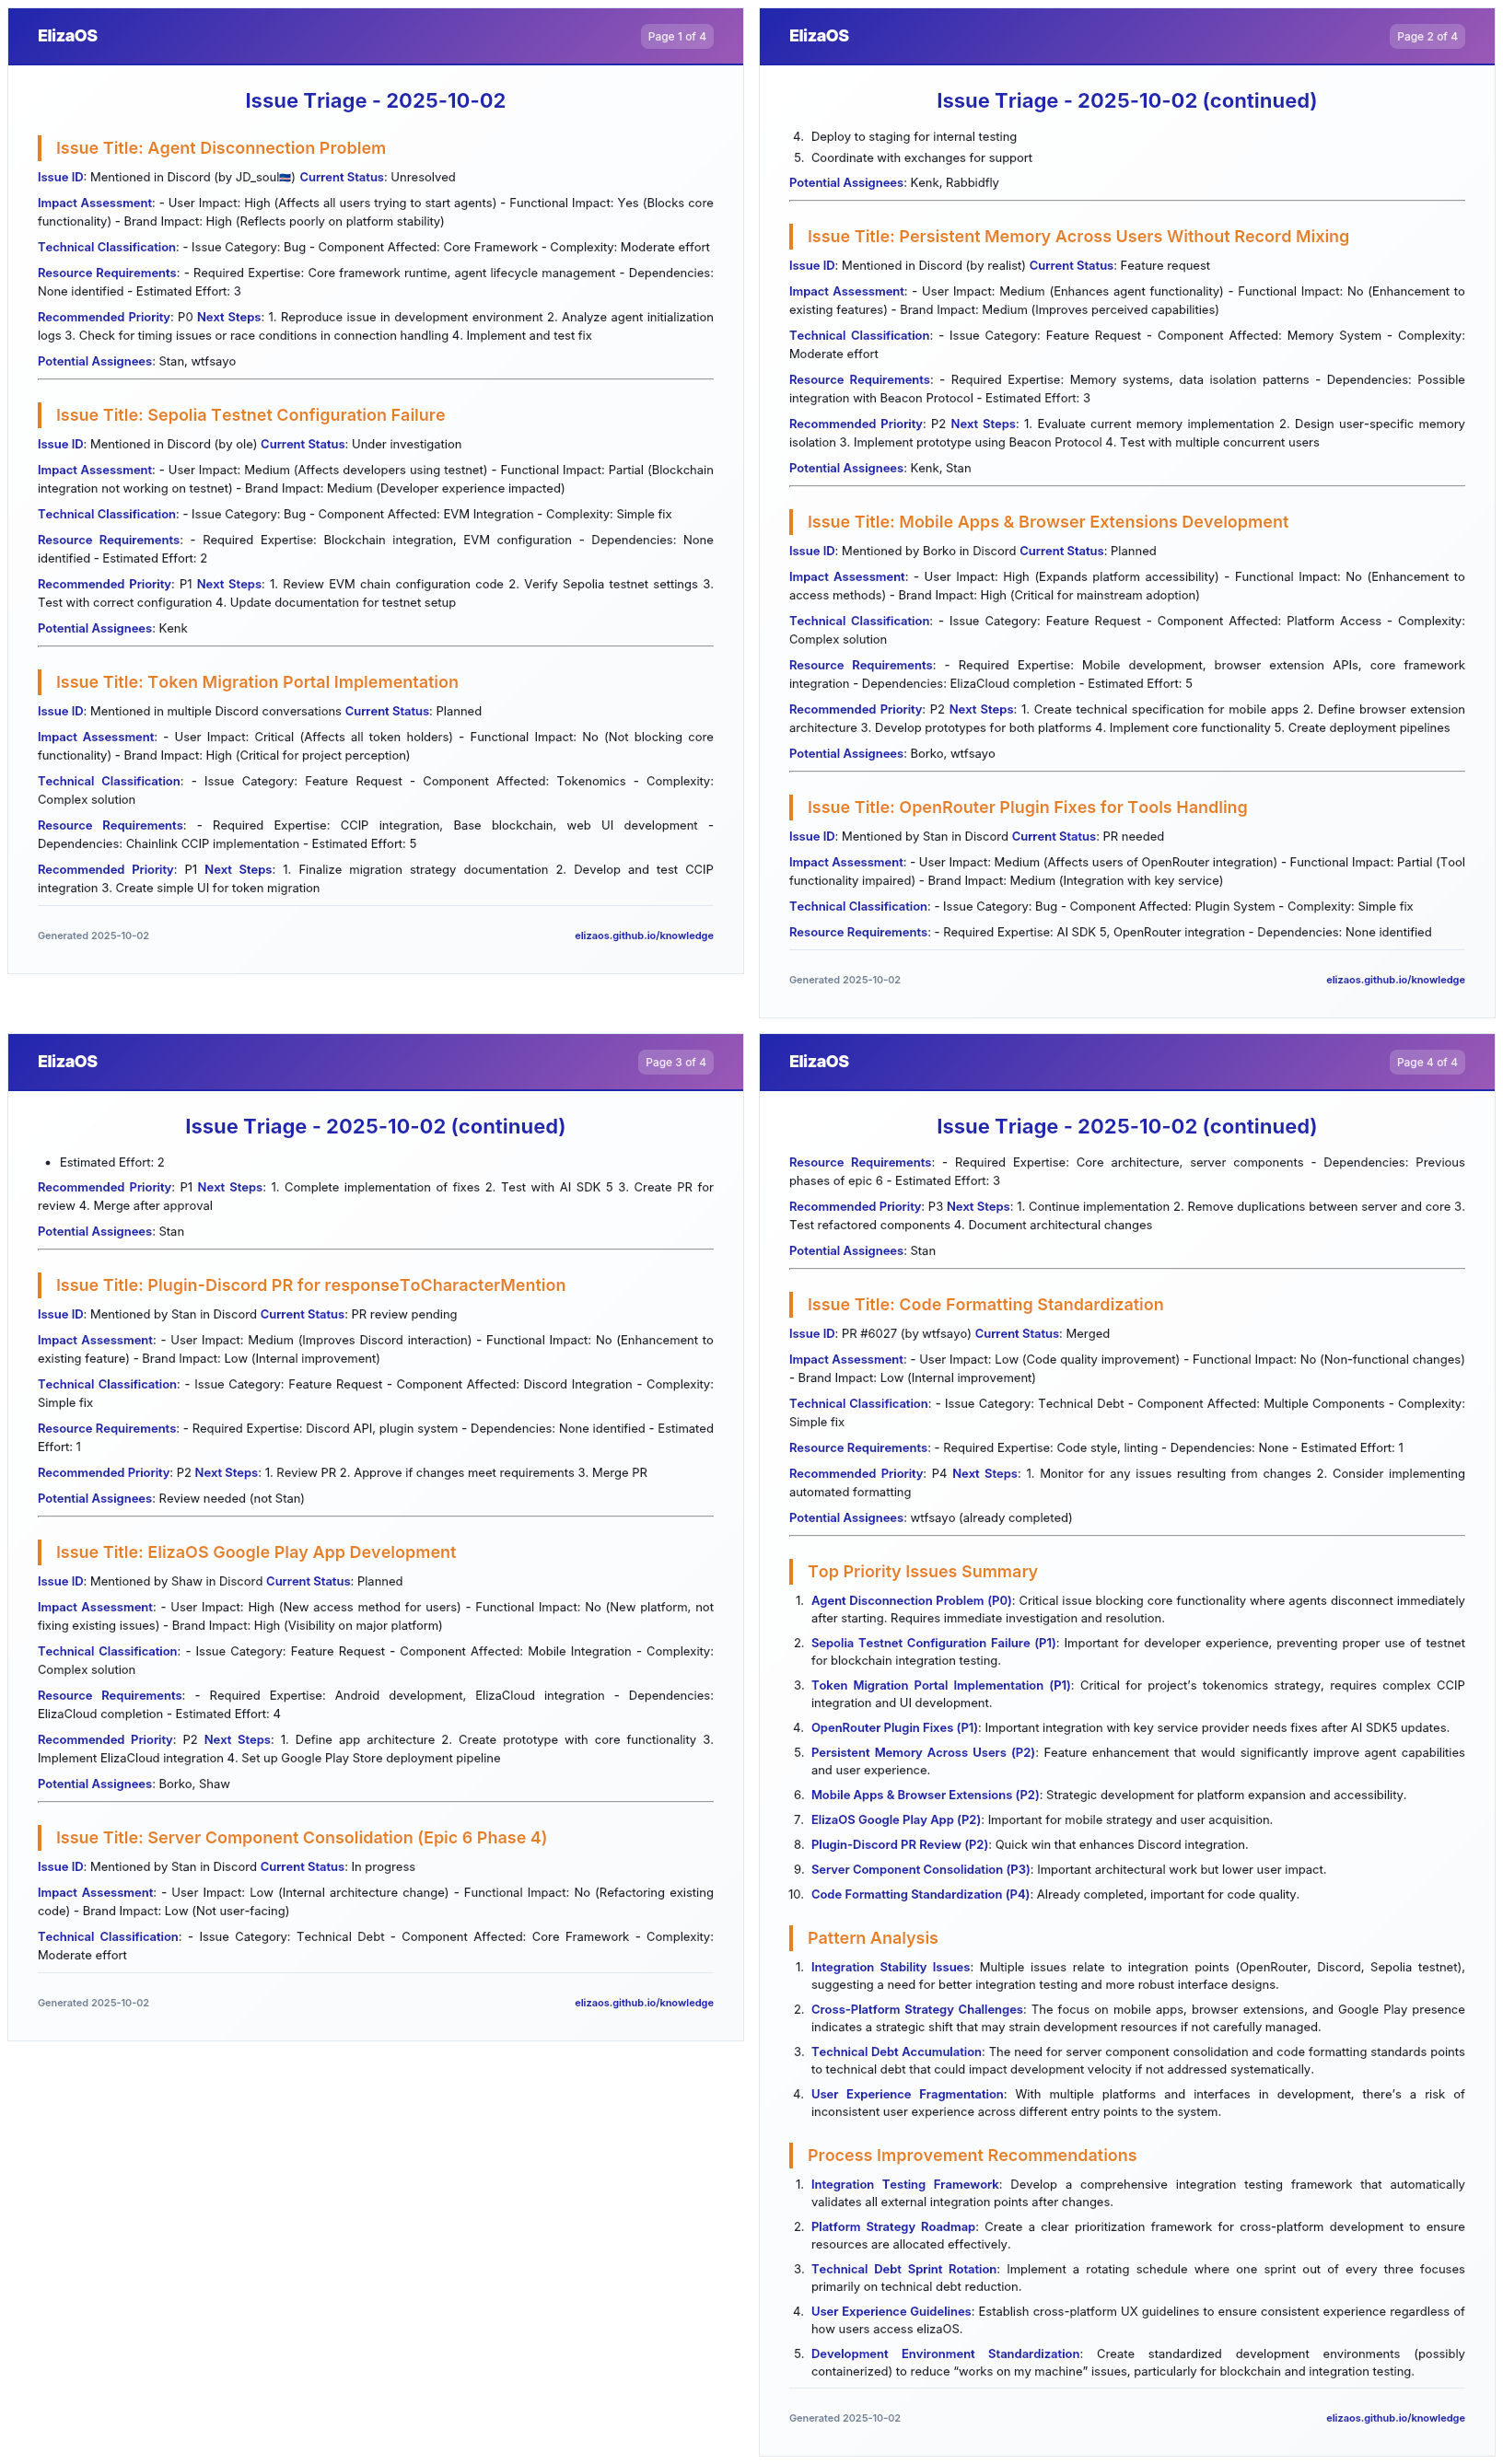 ElizaOS
Page 1 of 4
Issue Triage - 2025-10-02
Issue Title: Agent Disconnection Problem
Issue ID: Mentioned in Discord (by JD_soul) Current Status: Unresolved
Impact Assessment: - User Impact: High (Affects all users trying to start agents) - Functional Impact: Yes (Blocks core
functionality) - Brand Impact: High (Reflects poorly on platform stability)
Technical Classification: - Issue Category: Bug - Component Affected: Core Framework - Complexity: Moderate effort
Resource Requirements: - Required Expertise: Core framework runtime, agent lifecycle management - Dependencies:
None identified - Estimated Effort: 3
Recommended Priority: P0 Next Steps: 1. Reproduce issue in development environment 2. Analyze agent initialization
logs 3. Check for timing issues or race conditions in connection handling 4. Implement and test fix
Potential Assignees: Stan, wtfsayo
Issue Title: Sepolia Testnet Configuration Failure
Issue ID: Mentioned in Discord (by ole) Current Status: Under investigation
Impact Assessment: - User Impact: Medium (Affects developers using testnet) - Functional Impact: Partial (Blockchain
integration not working on testnet) - Brand Impact: Medium (Developer experience impacted)
Technical Classification: - Issue Category: Bug - Component Affected: EVM Integration - Complexity: Simple fix
Resource Requirements: - Required Expertise: Blockchain integration, EVM configuration - Dependencies: None
identified - Estimated Effort: 2
Recommended Priority: P1 Next Steps: 1. Review EVM chain configuration code 2. Verify Sepolia testnet settings 3.
Test with correct configuration 4. Update documentation for testnet setup
Potential Assignees: Kenk
Issue Title: Token Migration Portal Implementation
Issue ID: Mentioned in multiple Discord conversations Current Status: Planned
Impact Assessment: - User Impact: Critical (Affects all token holders) - Functional Impact: No (Not blocking core
functionality) - Brand Impact: High (Critical for project perception)
Technical Classification: - Issue Category: Feature Request - Component Affected: Tokenomics - Complexity:
Complex solution
Resource Requirements: - Required Expertise: CCIP integration, Base blockchain, web UI development -
Dependencies: Chainlink CCIP implementation - Estimated Effort: 5
Recommended Priority: P1 Next Steps: 1. Finalize migration strategy documentation 2. Develop and test CCIP
integration 3. Create simple UI for token migration
Generated 2025-10-02
elizaos.github.io/knowledge
ElizaOS
Page 2 of 4
Issue Triage - 2025-10-02 (continued)
4. Deploy to staging for internal testing
5. Coordinate with exchanges for support
Potential Assignees: Kenk, Rabbidfly
Issue Title: Persistent Memory Across Users Without Record Mixing
Issue ID: Mentioned in Discord (by realist) Current Status: Feature request
Impact Assessment: - User Impact: Medium (Enhances agent functionality) - Functional Impact: No (Enhancement to
existing features) - Brand Impact: Medium (Improves perceived capabilities)
Technical Classification: - Issue Category: Feature Request - Component Affected: Memory System - Complexity:
Moderate effort
Resource Requirements: - Required Expertise: Memory systems, data isolation patterns - Dependencies: Possible
integration with Beacon Protocol - Estimated Effort: 3
Recommended Priority: P2 Next Steps: 1. Evaluate current memory implementation 2. Design user-specific memory
isolation 3. Implement prototype using Beacon Protocol 4. Test with multiple concurrent users
Potential Assignees: Kenk, Stan
Issue Title: Mobile Apps & Browser Extensions Development
Issue ID: Mentioned by Borko in Discord Current Status: Planned
Impact Assessment: - User Impact: High (Expands platform accessibility) - Functional Impact: No (Enhancement to
access methods) - Brand Impact: High (Critical for mainstream adoption)
Technical Classification: - Issue Category: Feature Request - Component Affected: Platform Access - Complexity:
Complex solution
Resource Requirements: - Required Expertise: Mobile development, browser extension APIs, core framework
integration - Dependencies: ElizaCloud completion - Estimated Effort: 5
Recommended Priority: P2 Next Steps: 1. Create technical specification for mobile apps 2. Define browser extension
architecture 3. Develop prototypes for both platforms 4. Implement core functionality 5. Create deployment pipelines
Potential Assignees: Borko, wtfsayo
Issue Title: OpenRouter Plugin Fixes for Tools Handling
Issue ID: Mentioned by Stan in Discord Current Status: PR needed
Impact Assessment: - User Impact: Medium (Affects users of OpenRouter integration) - Functional Impact: Partial (Tool
functionality impaired) - Brand Impact: Medium (Integration with key service)
Technical Classification: - Issue Category: Bug - Component Affected: Plugin System - Complexity: Simple fix
Resource Requirements: - Required Expertise: AI SDK 5, OpenRouter integration - Dependencies: None identified
Generated 2025-10-02
elizaos.github.io/knowledge
ElizaOS
Page 3 of 4
Issue Triage - 2025-10-02 (continued)
• Estimated Effort: 2
Recommended Priority: P1 Next Steps: 1. Complete implementation of fixes 2. Test with AI SDK 5 3. Create PR for
review 4. Merge after approval
Potential Assignees: Stan
Issue Title: Plugin-Discord PR for responseToCharacterMention
Issue ID: Mentioned by Stan in Discord Current Status: PR review pending
Impact Assessment: - User Impact: Medium (Improves Discord interaction) - Functional Impact: No (Enhancement to
existing feature) - Brand Impact: Low (Internal improvement)
Technical Classification: - Issue Category: Feature Request - Component Affected: Discord Integration - Complexity:
Simple fix
Resource Requirements: - Required Expertise: Discord API, plugin system - Dependencies: None identified - Estimated
Effort: 1
Recommended Priority: P2 Next Steps: 1. Review PR 2. Approve if changes meet requirements 3. Merge PR
Potential Assignees: Review needed (not Stan)
Issue Title: ElizaOS Google Play App Development
Issue ID: Mentioned by Shaw in Discord Current Status: Planned
Impact Assessment: - User Impact: High (New access method for users) - Functional Impact: No (New platform, not
fixing existing issues) - Brand Impact: High (Visibility on major platform)
Technical Classification: - Issue Category: Feature Request - Component Affected: Mobile Integration - Complexity:
Complex solution
Resource Requirements: - Required Expertise: Android development, ElizaCloud integration - Dependencies:
ElizaCloud completion - Estimated Effort: 4
Recommended Priority: P2 Next Steps: 1. Define app architecture 2. Create prototype with core functionality 3.
Implement ElizaCloud integration 4. Set up Google Play Store deployment pipeline
Potential Assignees: Borko, Shaw
Issue Title: Server Component Consolidation (Epic 6 Phase 4)
Issue ID: Mentioned by Stan in Discord Current Status: In progress
Impact Assessment: - User Impact: Low (Internal architecture change) - Functional Impact: No (Refactoring existing
code) - Brand Impact: Low (Not user-facing)
Technical Classification: - Issue Category: Technical Debt - Component Affected: Core Framework - Complexity:
Moderate effort
Generated 2025-10-02
elizaos.github.io/knowledge
ElizaOS
Page 4 of 4
Issue Triage - 2025-10-02 (continued)
Resource Requirements: - Required Expertise: Core architecture, server components - Dependencies: Previous
phases of epic 6 - Estimated Effort: 3
Recommended Priority: P3 Next Steps: 1. Continue implementation 2. Remove duplications between server and core 3.
Test refactored components 4. Document architectural changes
Potential Assignees: Stan
Issue Title: Code Formatting Standardization
Issue ID: PR #6027 (by wtfsayo) Current Status: Merged
Impact Assessment: - User Impact: Low (Code quality improvement) - Functional Impact: No (Non-functional changes)
- Brand Impact: Low (Internal improvement)
Technical Classification: - Issue Category: Technical Debt - Component Affected: Multiple Components - Complexity:
Simple fix
Resource Requirements: - Required Expertise: Code style, linting - Dependencies: None - Estimated Effort: 1
Recommended Priority: P4 Next Steps: 1. Monitor for any issues resulting from changes 2. Consider implementing
automated formatting
Potential Assignees: wtfsayo (already completed)
Top Priority Issues Summary
1. Agent Disconnection Problem (P0): Critical issue blocking core functionality where agents disconnect immediately
after starting. Requires immediate investigation and resolution.
2. Sepolia Testnet Configuration Failure (P1): Important for developer experience, preventing proper use of testnet
for blockchain integration testing.
3. Token Migration Portal Implementation (P1): Critical for project's tokenomics strategy, requires complex CCIP
integration and UI development.
4. OpenRouter Plugin Fixes (P1): Important integration with key service provider needs fixes after AI SDK5 updates.
5. Persistent Memory Across Users (P2): Feature enhancement that would significantly improve agent capabilities
and user experience.
6. Mobile Apps & Browser Extensions (P2): Strategic development for platform expansion and accessibility.
7. ElizaOS Google Play App (P2): Important for mobile strategy and user acquisition.
8. Plugin-Discord PR Review (P2): Quick win that enhances Discord integration.
9. Server Component Consolidation (P3): Important architectural work but lower user impact.
10. Code Formatting Standardization (P4): Already completed, important for code quality.
Pattern Analysis
1. Integration Stability Issues: Multiple issues relate to integration points (OpenRouter, Discord, Sepolia testnet),
suggesting a need for better integration testing and more robust interface designs.
2. Cross-Platform Strategy Challenges: The focus on mobile apps, browser extensions, and Google Play presence
indicates a strategic shift that may strain development resources if not carefully managed.
3. Technical Debt Accumulation: The need for server component consolidation and code formatting standards points
to technical debt that could impact development velocity if not addressed systematically.
4. User Experience Fragmentation: With multiple platforms and interfaces in development, there's a risk of
inconsistent user experience across different entry points to the system.
Process Improvement Recommendations
1. Integration Testing Framework: Develop a comprehensive integration testing framework that automatically
validates all external integration points after changes.
2. Platform Strategy Roadmap: Create a clear prioritization framework for cross-platform development to ensure
resources are allocated effectively.
3. Technical Debt Sprint Rotation: Implement a rotating schedule where one sprint out of every three focuses
primarily on technical debt reduction.
4. User Experience Guidelines: Establish cross-platform UX guidelines to ensure consistent experience regardless of
how users access elizaOS.
5. Development Environment Standardization: Create standardized development environments (possibly
containerized) to reduce “works on my machine” issues, particularly for blockchain and integration testing.
Generated 2025-10-02
elizaos.github.io/knowledge